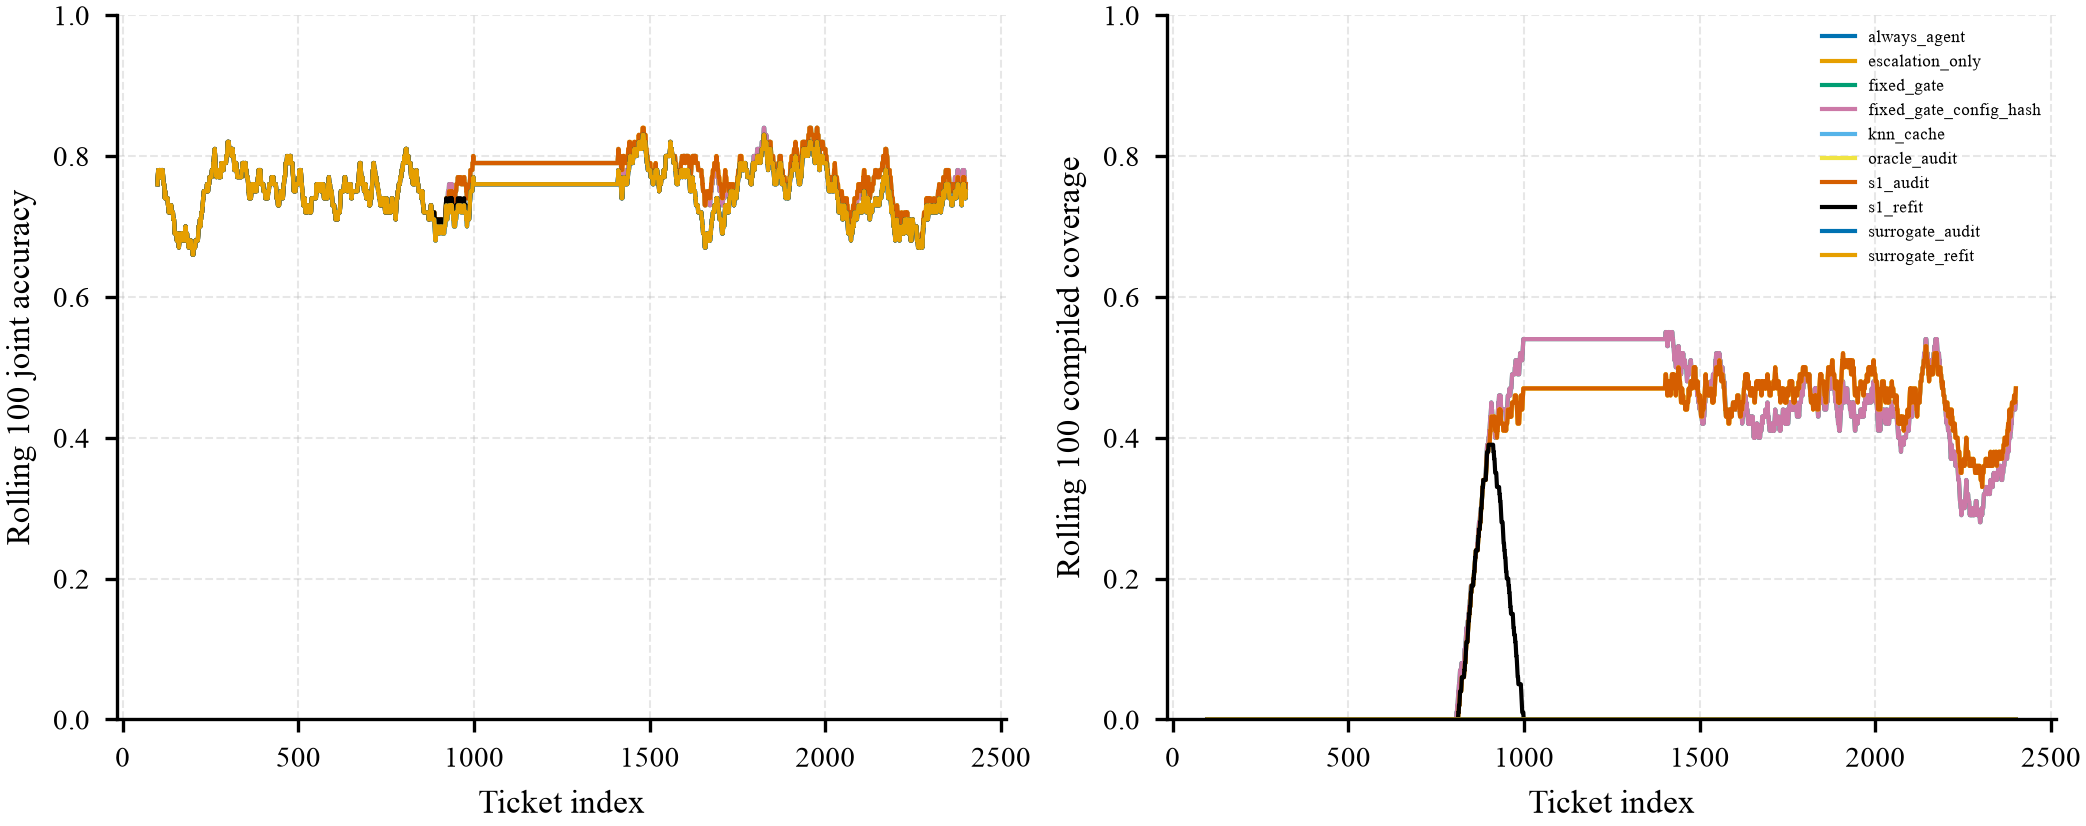 Rolling 100 joint accuracy
1.0
0.8
0.6
0.4
0.2
0.0
0
500
1000
1500
2000
2500
Ticket index
Rolling 100 compiled coverage
1.0
0.8
0.6
0.4
0.2
0.0
0
500
1000
1500
2000
2500
Ticket index
always_agent
escalation_only
fixed_gate
fixed_gate_config_hash
knn_cache
oracle_audit
s1_audit
s1_refit
surrogate_audit
surrogate_refit